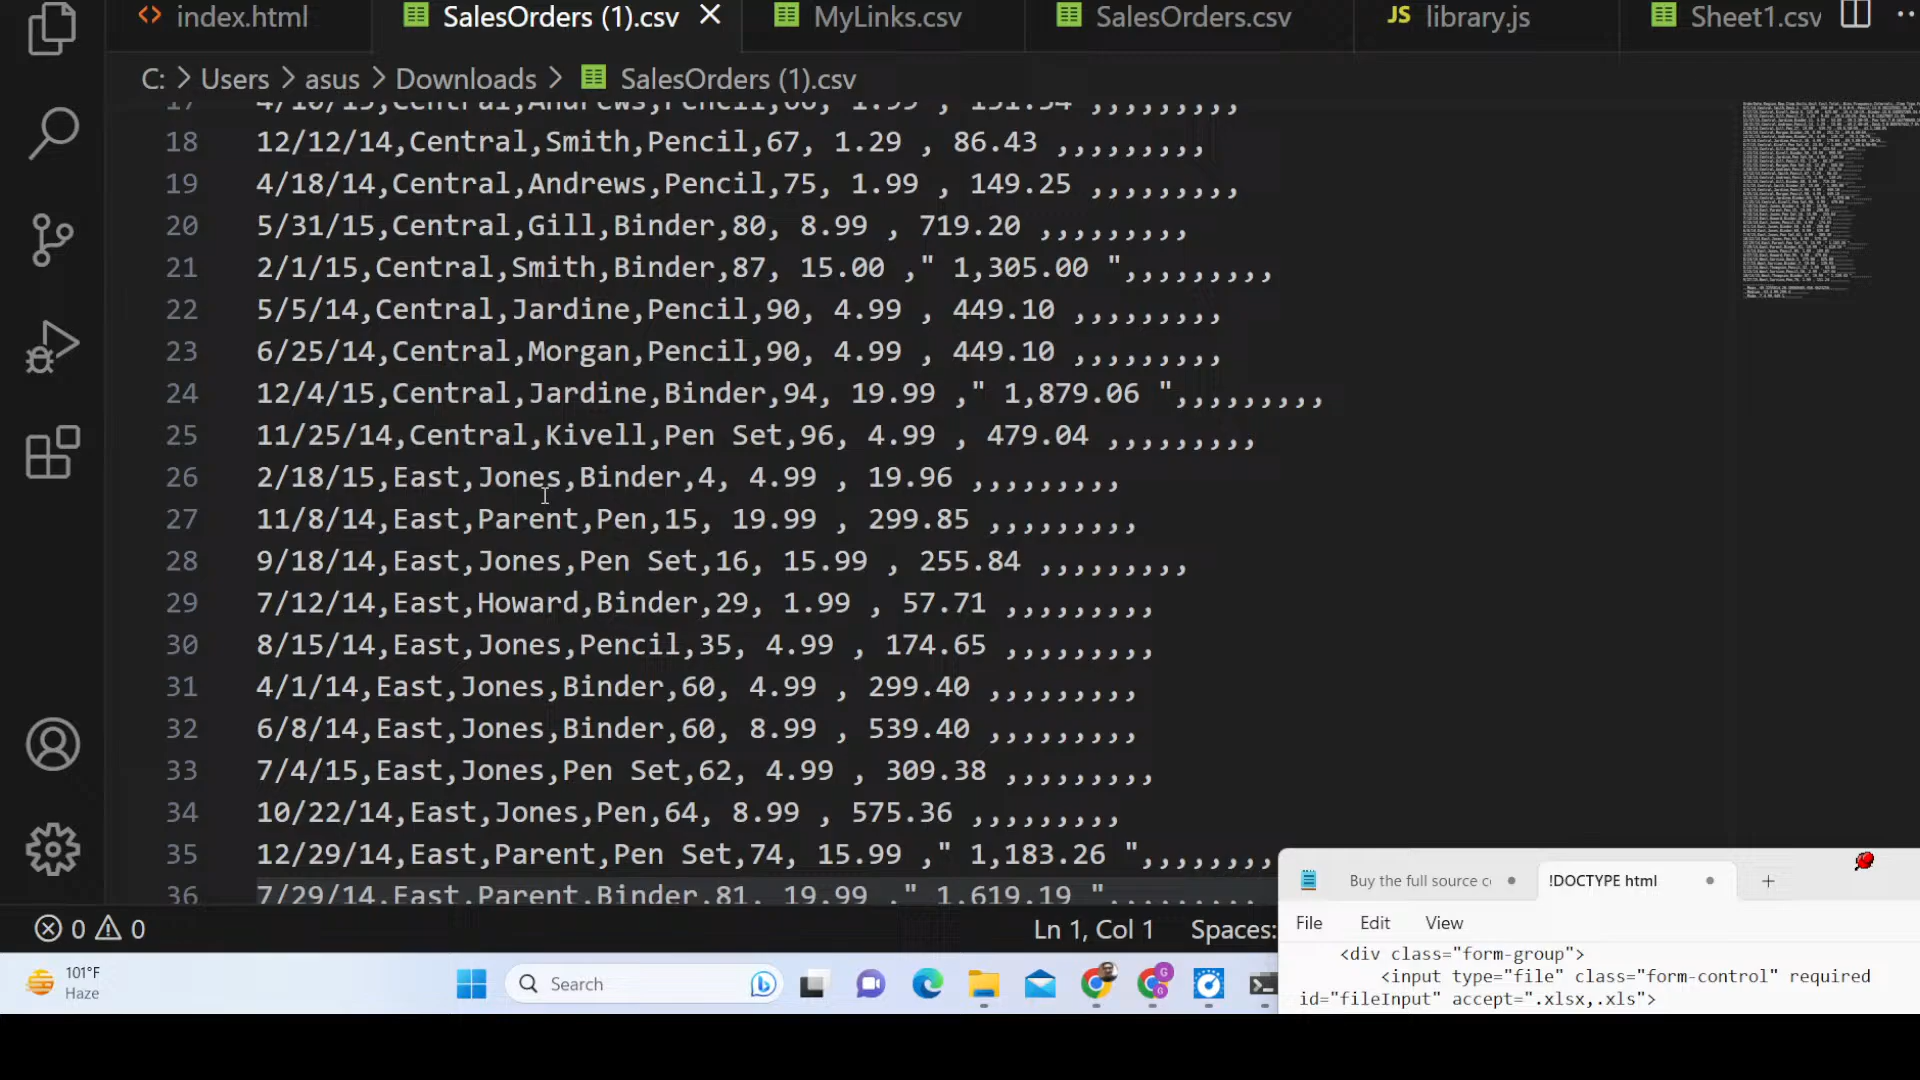 index.html
SalesOrders (1).csv
MyLinks.csv
SalesOrders.csv
JS library.js
Sheet1.csv
C: > Users > asus > Downloads > SalesOrders (1).csv
17 4/10/15,Central,Andrews,Pencil,66, 1.99 , 131.34 ,,,,,,,,,
18 12/12/14,Central,Smith,Pencil,67, 1.29 , 86.43 ,,,,,,,,,
19 4/18/14,Central,Andrews,Pencil,75, 1.99 , 149.25 ,,,,,,,,,
20 5/31/15,Central,Gill,Binder,80, 8.99 , 719.20 ,,,,,,,,,
21 2/1/15,Central,Smith,Binder,87, 15.00 ," 1,305.00 ",,,,,,,,,
22 5/5/14,Central,Jardine,Pencil,90, 4.99 , 449.10 ,,,,,,,,,
23 6/25/14,Central,Morgan,Pencil,90, 4.99 , 449.10 ,,,,,,,,,
24 12/4/15,Central,Jardine,Binder,94, 19.99 ," 1,879.06 ",,,,,,,,,
25 11/25/14,Central,Kivell,Pen Set,96, 4.99 , 479.04 ,,,,,,,,,
26 2/18/15,East,Jones,Binder,4, 4.99 , 19.96 ,,,,,,,,,
27 11/8/14,East,Parent,Pen,15, 19.99 , 299.85 ,,,,,,,,,
28 9/18/14,East,Jones,Pen Set,16, 15.99 , 255.84 ,,,,,,,,,
29 7/12/14,East,Howard,Binder,29, 1.99 , 57.71 ,,,,,,,,,
30 8/15/14,East,Jones,Pencil,35, 4.99 , 174.65 ,,,,,,,,,
31 4/1/14,East,Jones,Binder,60, 4.99 , 299.40 ,,,,,,,,,
32 6/8/14,East,Jones,Binder,60, 8.99 , 539.40 ,,,,,,,,,
33 7/4/15,East,Jones,Pen Set,62, 4.99 , 309.38 ,,,,,,,,,
34 10/22/14,East,Jones,Pen,64, 8.99 , 575.36 ,,,,,,,,,
35 12/29/14,East,Parent,Pen Set,74, 15.99 ," 1,183.26 ",,,,,,,,
36 7/29/14,East,Parent,Binder,81, 19.99 ," 1,619.19 ",,,,,,,,,
0 0
Ln 1, Col 1
Spaces:
Buy the full source c
!DOCTYPE html
File Edit View
<div class="form-group">
<input type="file" class="form-control" required
id="fileInput" accept=".xlsx,.xls">
101°F
Haze
Search